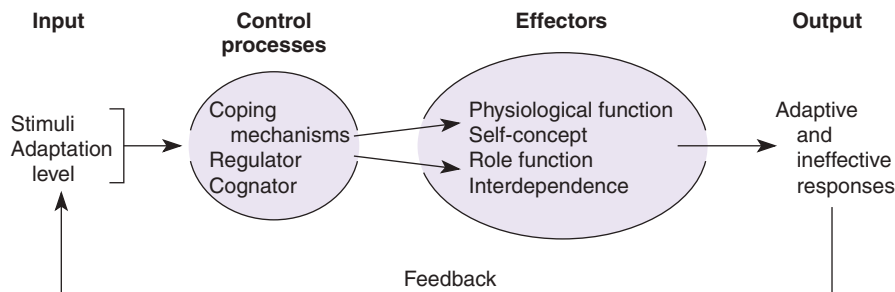 Input
Control
processes
Effectors
Output
Stimuli
Adaptation
level
Coping
mechanisms
Regulator
Cognator
Physiological function
Self-concept
Role function
Interdependence
Adaptive
and
ineffective
responses
Feedback